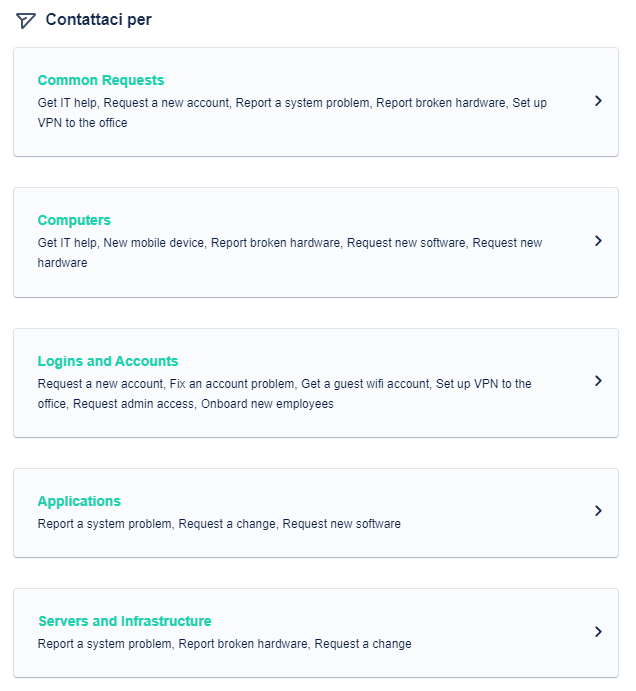 Contattaci per
Common Requests
Get IT help, Request a new account, Report a system problem, Report broken hardware, Set up
VPN to the office
Computers
Get IT help, New mobile device, Report broken hardware, Request new software, Request new
hardware
Logins and Accounts
Request a new account, Fix an account problem, Get a guest wifi account, Set up VPN to the
office, Request admin access, Onboard new employees
Applications
Report a system problem, Request a change, Request new software
Servers and Infrastructure
Report a system problem, Report broken hardware, Request a change